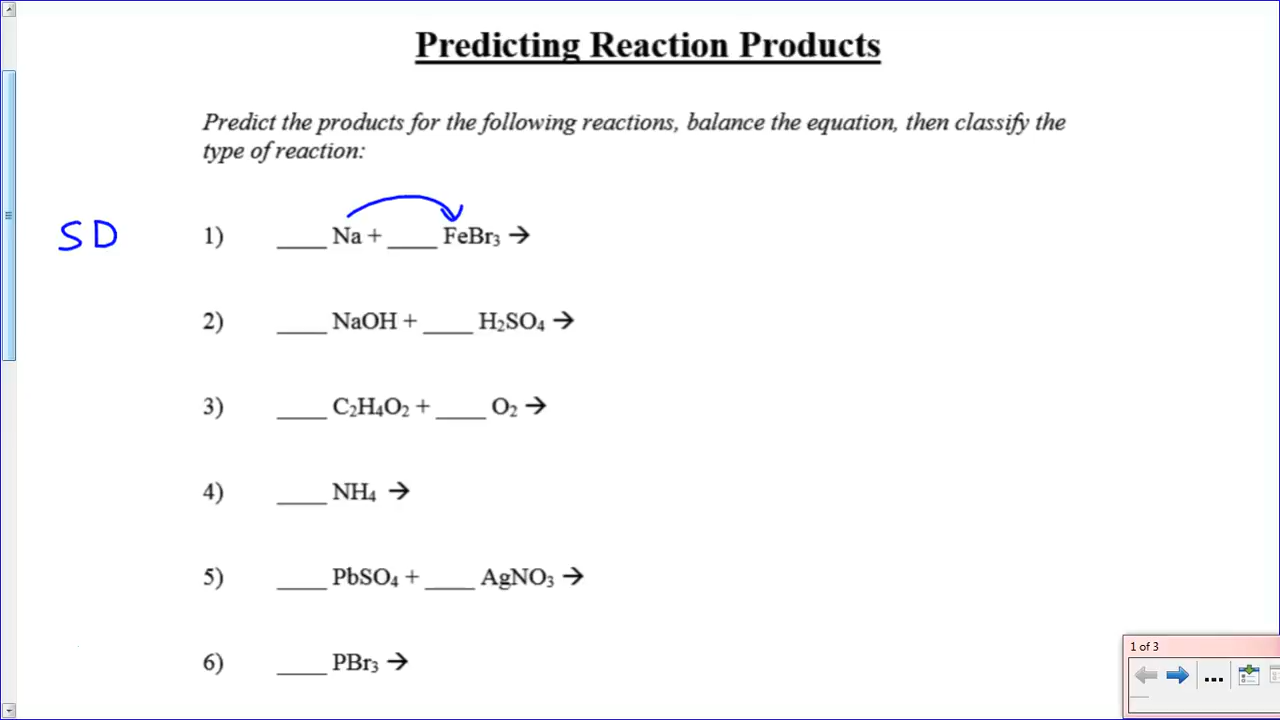 Predicting Reaction Products
Predict the products for the following reactions, balance the equation, then classify the
type of reaction:
SD 1) ____ Na + ____ FeBr₃ →
2) ____ NaOH + ____ H₂SO₄ →
3) ____ C₂H₄O₂ + ____ O₂ →
4) ____ NH₄ →
5) ____ PbSO₄ + ____ AgNO₃ →
6) ____ PBr₃ →
1 of 3
...